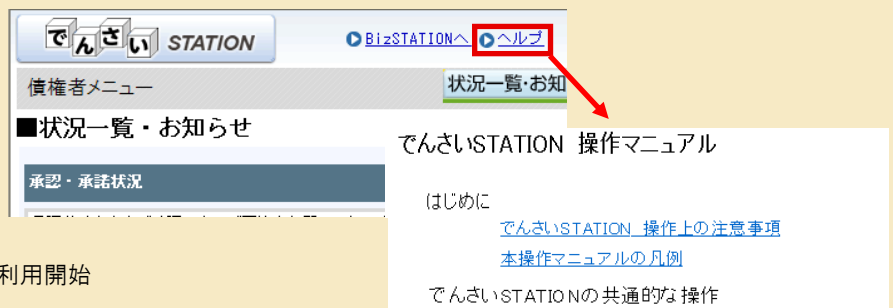 でんさい STATION
BizSTATIONへ ヘルプ
債権者メニュー 状況一覧・お知
■状況一覧・お知らせ
承認・承諾状況
でんさいSTATION 操作マニュアル
はじめに
でんさいSTATION 操作上の注意事項
本操作マニュアルの凡例
利用開始
でんさいSTATIONの共通的な操作